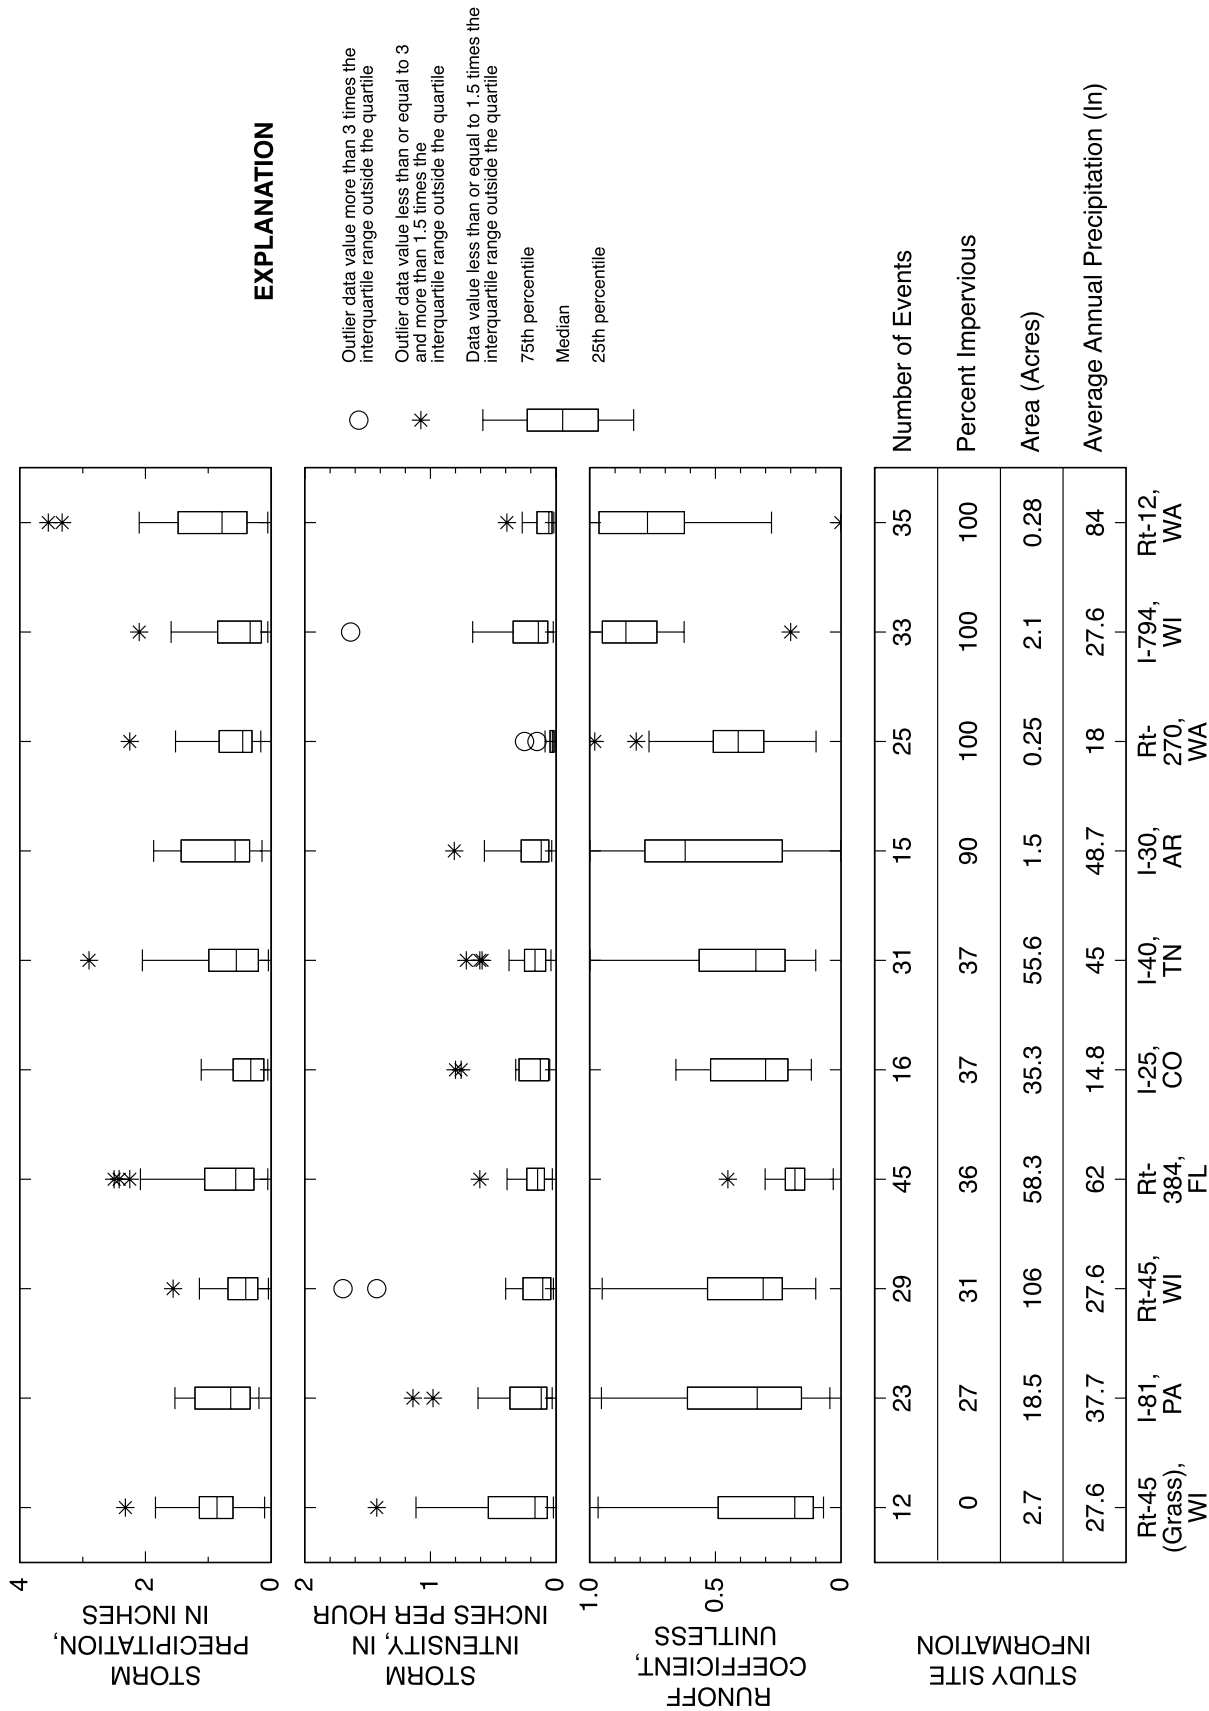 STORM
PRECIPITATION,
IN INCHES
4
2
0
STORM
INTENSITY, IN
INCHES PER HOUR
2
1
0
RUNOFF
COEFFICIENT,
UNITLESS
1.0
0.5
0
STUDY SITE
INFORMATION
12 23 29 45 16 31 15 25 33 35 Number of Events
0 27 31 36 37 37 90 100 100 100 Percent Impervious
2.7 18.5 106 58.3 35.3 55.6 1.5 0.25 2.1 0.28 Area (Acres)
27.6 37.7 27.6 62 14.8 45 48.7 18 27.6 84 Average Annual Precipitation (In)
Rt-45
(Grass),
WI
I-81,
PA
Rt-45,
WI
Rt-
384,
FL
I-25,
CO
I-40,
TN
I-30,
AR
Rt-
270,
WA
I-794,
WI
Rt-12,
WA
EXPLANATION
Outlier data value more than 3 times the
interquartile range outside the quartile
Outlier data value less than or equal to 3
and more than 1.5 times the
interquartile range outside the quartile
Data value less than or equal to 1.5 times the
interquartile range outside the quartile
75th percentile
Median
25th percentile